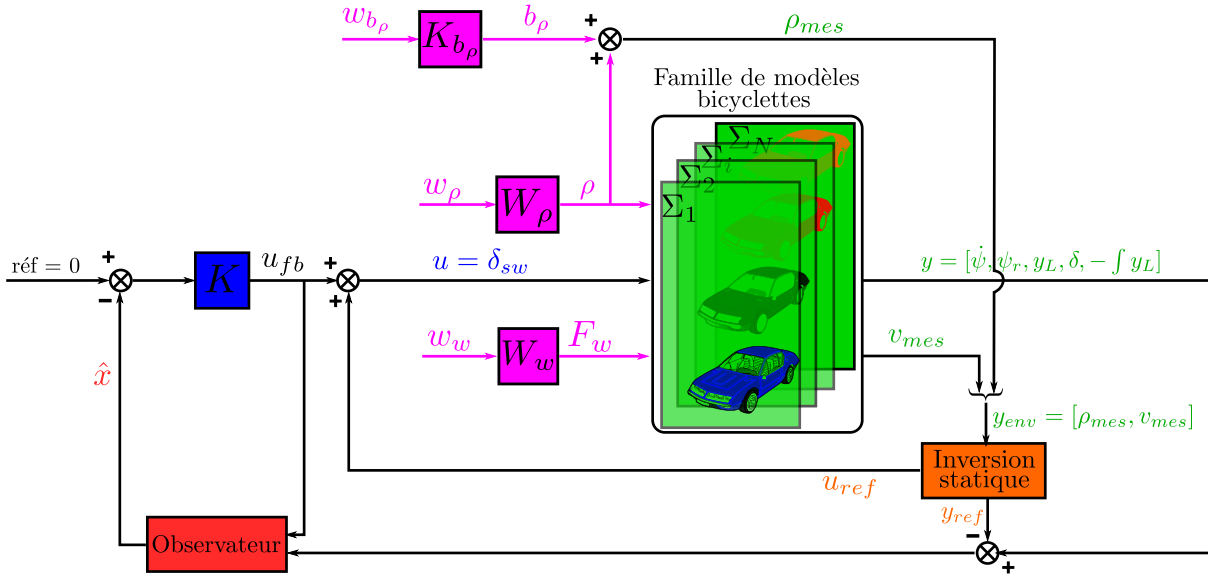 w_{b_ρ}
K_{b_ρ}
b_ρ
+
+
ρ_{mes}
Famille de modèles
bicyclettes
Σ_N
Σ_i
Σ_2
Σ_1
w_ρ
W_ρ
ρ
réf = 0
+
−
K
u_{fb}
+
+
u = δ_{sw}
y = [ψ̇, ψ_r, y_L, δ, − ∫ y_L]
w_w
W_w
F_w
v_{mes}
x̂
y_{env} = [ρ_{mes}, v_{mes}]
Inversion
statique
u_{ref}
y_{ref}
Observateur
−
+